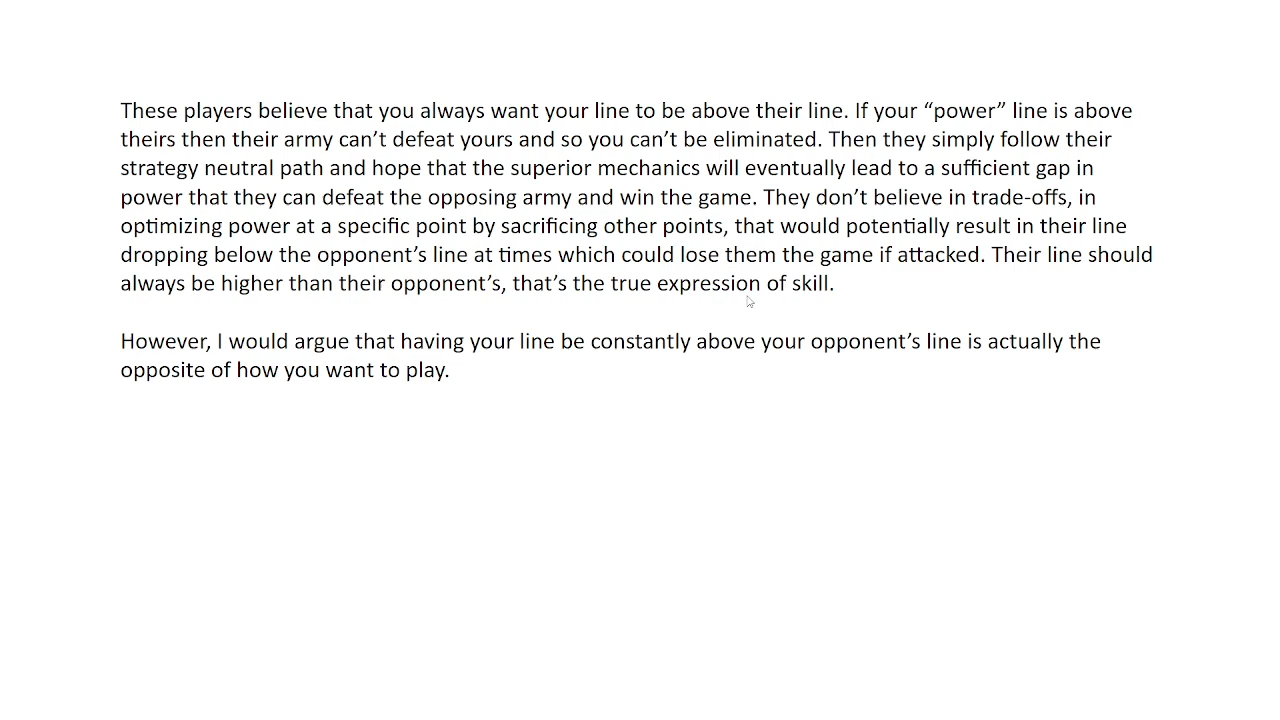 These players believe that you always want your line to be above their line. If your “power” line is above
theirs then their army can’t defeat yours and so you can’t be eliminated. Then they simply follow their
strategy neutral path and hope that the superior mechanics will eventually lead to a sufficient gap in
power that they can defeat the opposing army and win the game. They don’t believe in trade-offs, in
optimizing power at a specific point by sacrificing other points, that would potentially result in their line
dropping below the opponent’s line at times which could lose them the game if attacked. Their line should
always be higher than their opponent’s, that’s the true expression of skill.
However, I would argue that having your line be constantly above your opponent’s line is actually the
opposite of how you want to play.